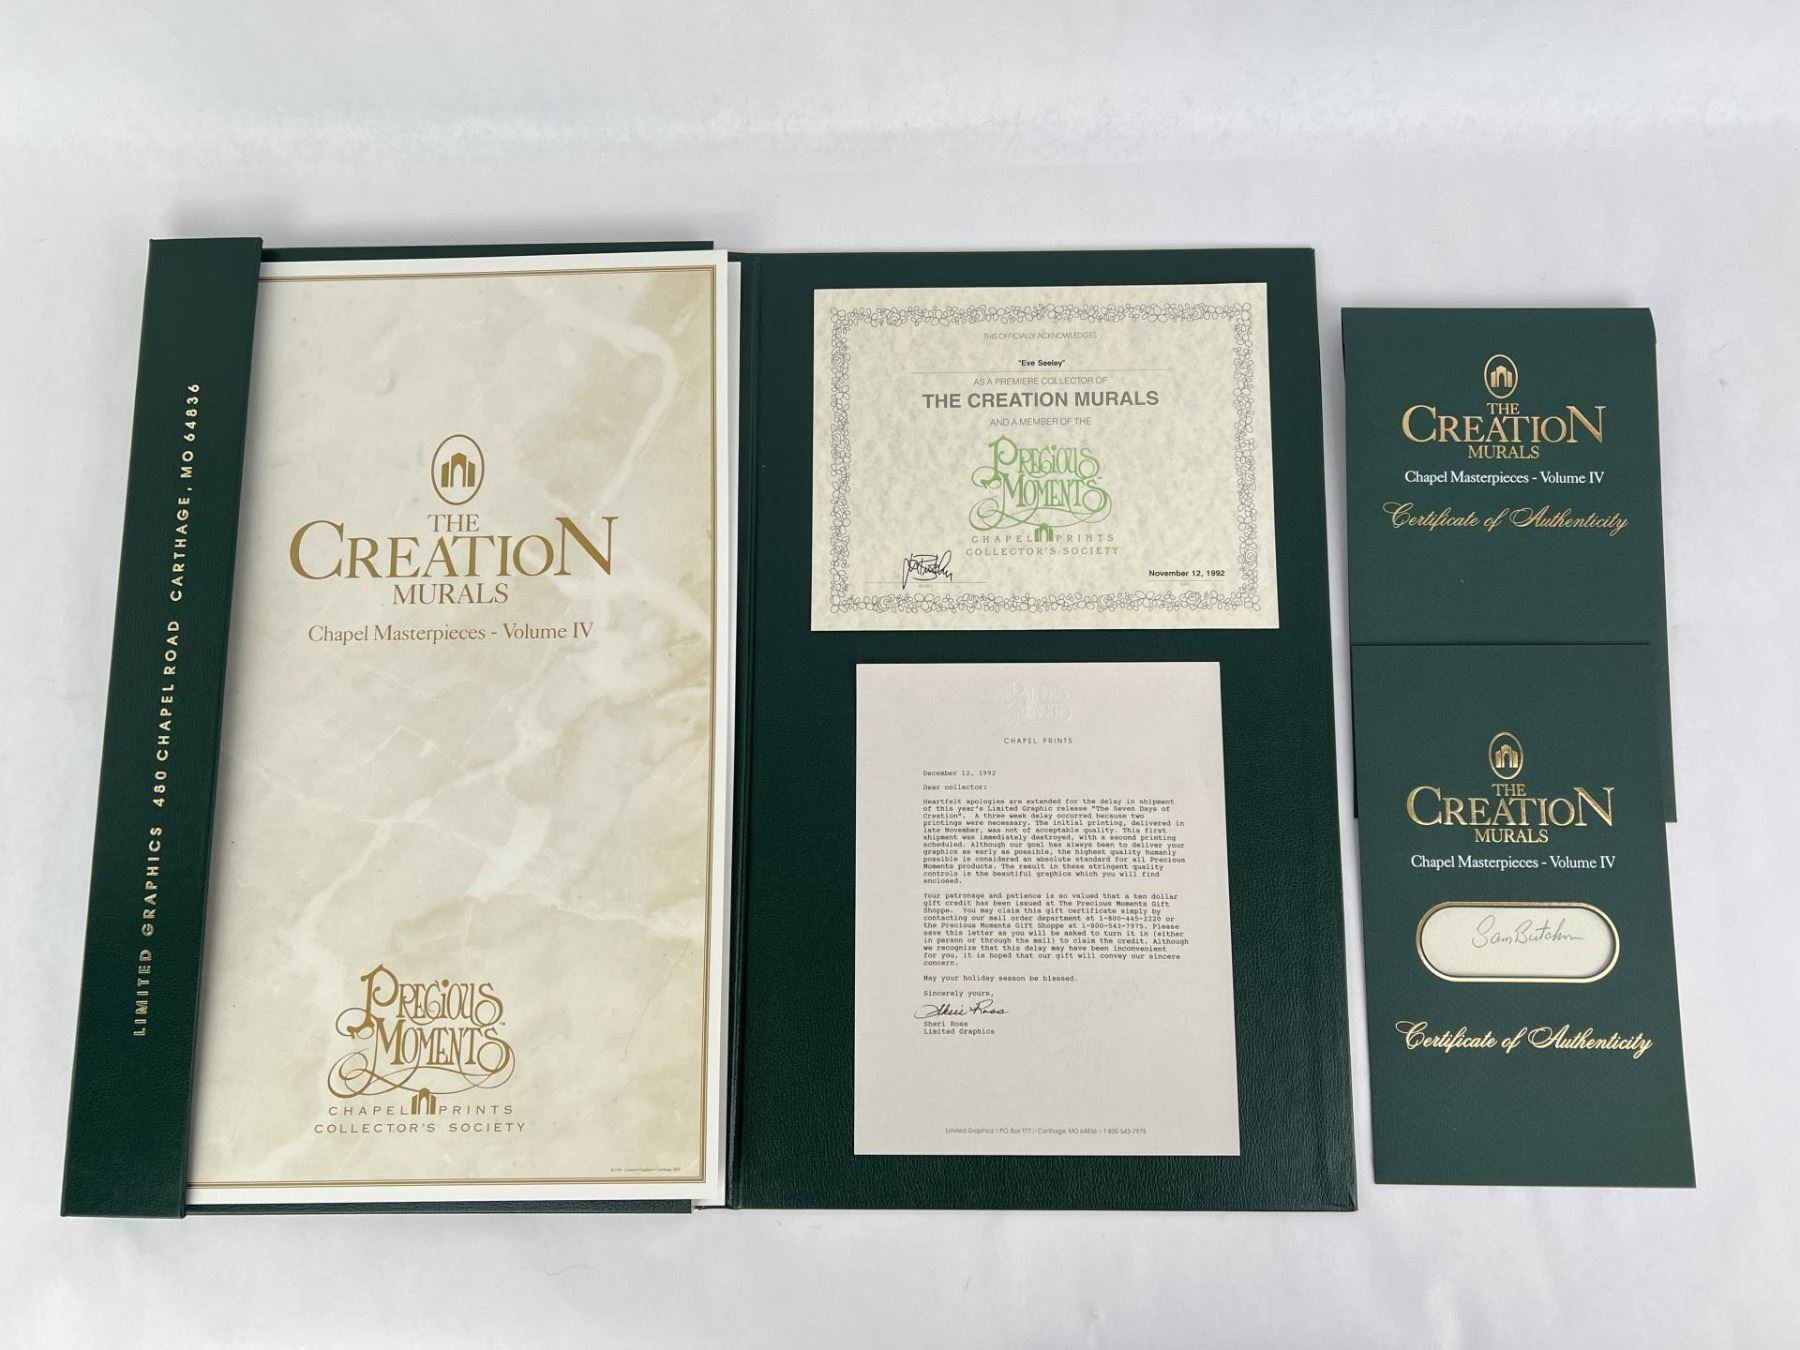 LIMITED GRAPHICS 480 CHAPEL ROAD CARTHAGE, MO 64836
THE
CREATION
MURALS
Chapel Masterpieces - Volume IV
PRECIOUS
MOMENTS™
CHAPEL PRINTS
COLLECTOR'S SOCIETY
THIS OFFICIALLY ACKNOWLEDGES
"Eve Seeley"
AS A PREMIERE COLLECTOR OF
THE CREATION MURALS
AND A MEMBER OF THE
PRECIOUS
MOMENTS
CHAPEL PRINTS
COLLECTOR'S SOCIETY
November 12, 1992
PRECIOUS
MOMENTS
CHAPEL PRINTS
December 12, 1992
Dear collector:
Heartfelt apologies are extended for the delay in shipment
of this year's Limited Graphic release "The Seven Days of
Creation". A three week delay occurred because two
printings were necessary. The initial printing, delivered in
late November, was not of acceptable quality. This first
shipment was immediately destroyed, with a second printing
scheduled. Although our goal has always been to deliver your
graphics as early as possible, the highest quality humanly
possible is considered an absolute standard for all Precious
Moments products. The result in these stringent quality
controls is the beautiful graphics which you will find
enclosed.
Your patronage and patience is so valued that a ten dollar
gift credit has been issued at The Precious Moments Gift
Shoppe. You may claim this gift certificate simply by
contacting our mail order department at 1-800-445-2220 or
the Precious Moments Gift Shoppe at 1-800-543-7975. Please
save this letter as you will be asked to turn it in (either
in person or through the mail) to claim the credit. Although
we recognize that this delay may have been inconvenient
for you, it is hoped that our gift will convey our sincere
concern.
May your holiday season be blessed.
Sincerely yours,
Sheri Ross
Sheri Ross
Limited Graphics
Limited Graphics :: P.O. Box 977 :: Carthage, MO 64836 :: 1-800-543-7975
THE
CREATION
MURALS
Chapel Masterpieces - Volume IV
Certificate of Authenticity
THE
CREATION
MURALS
Chapel Masterpieces - Volume IV
Sam Butcher
Certificate of Authenticity